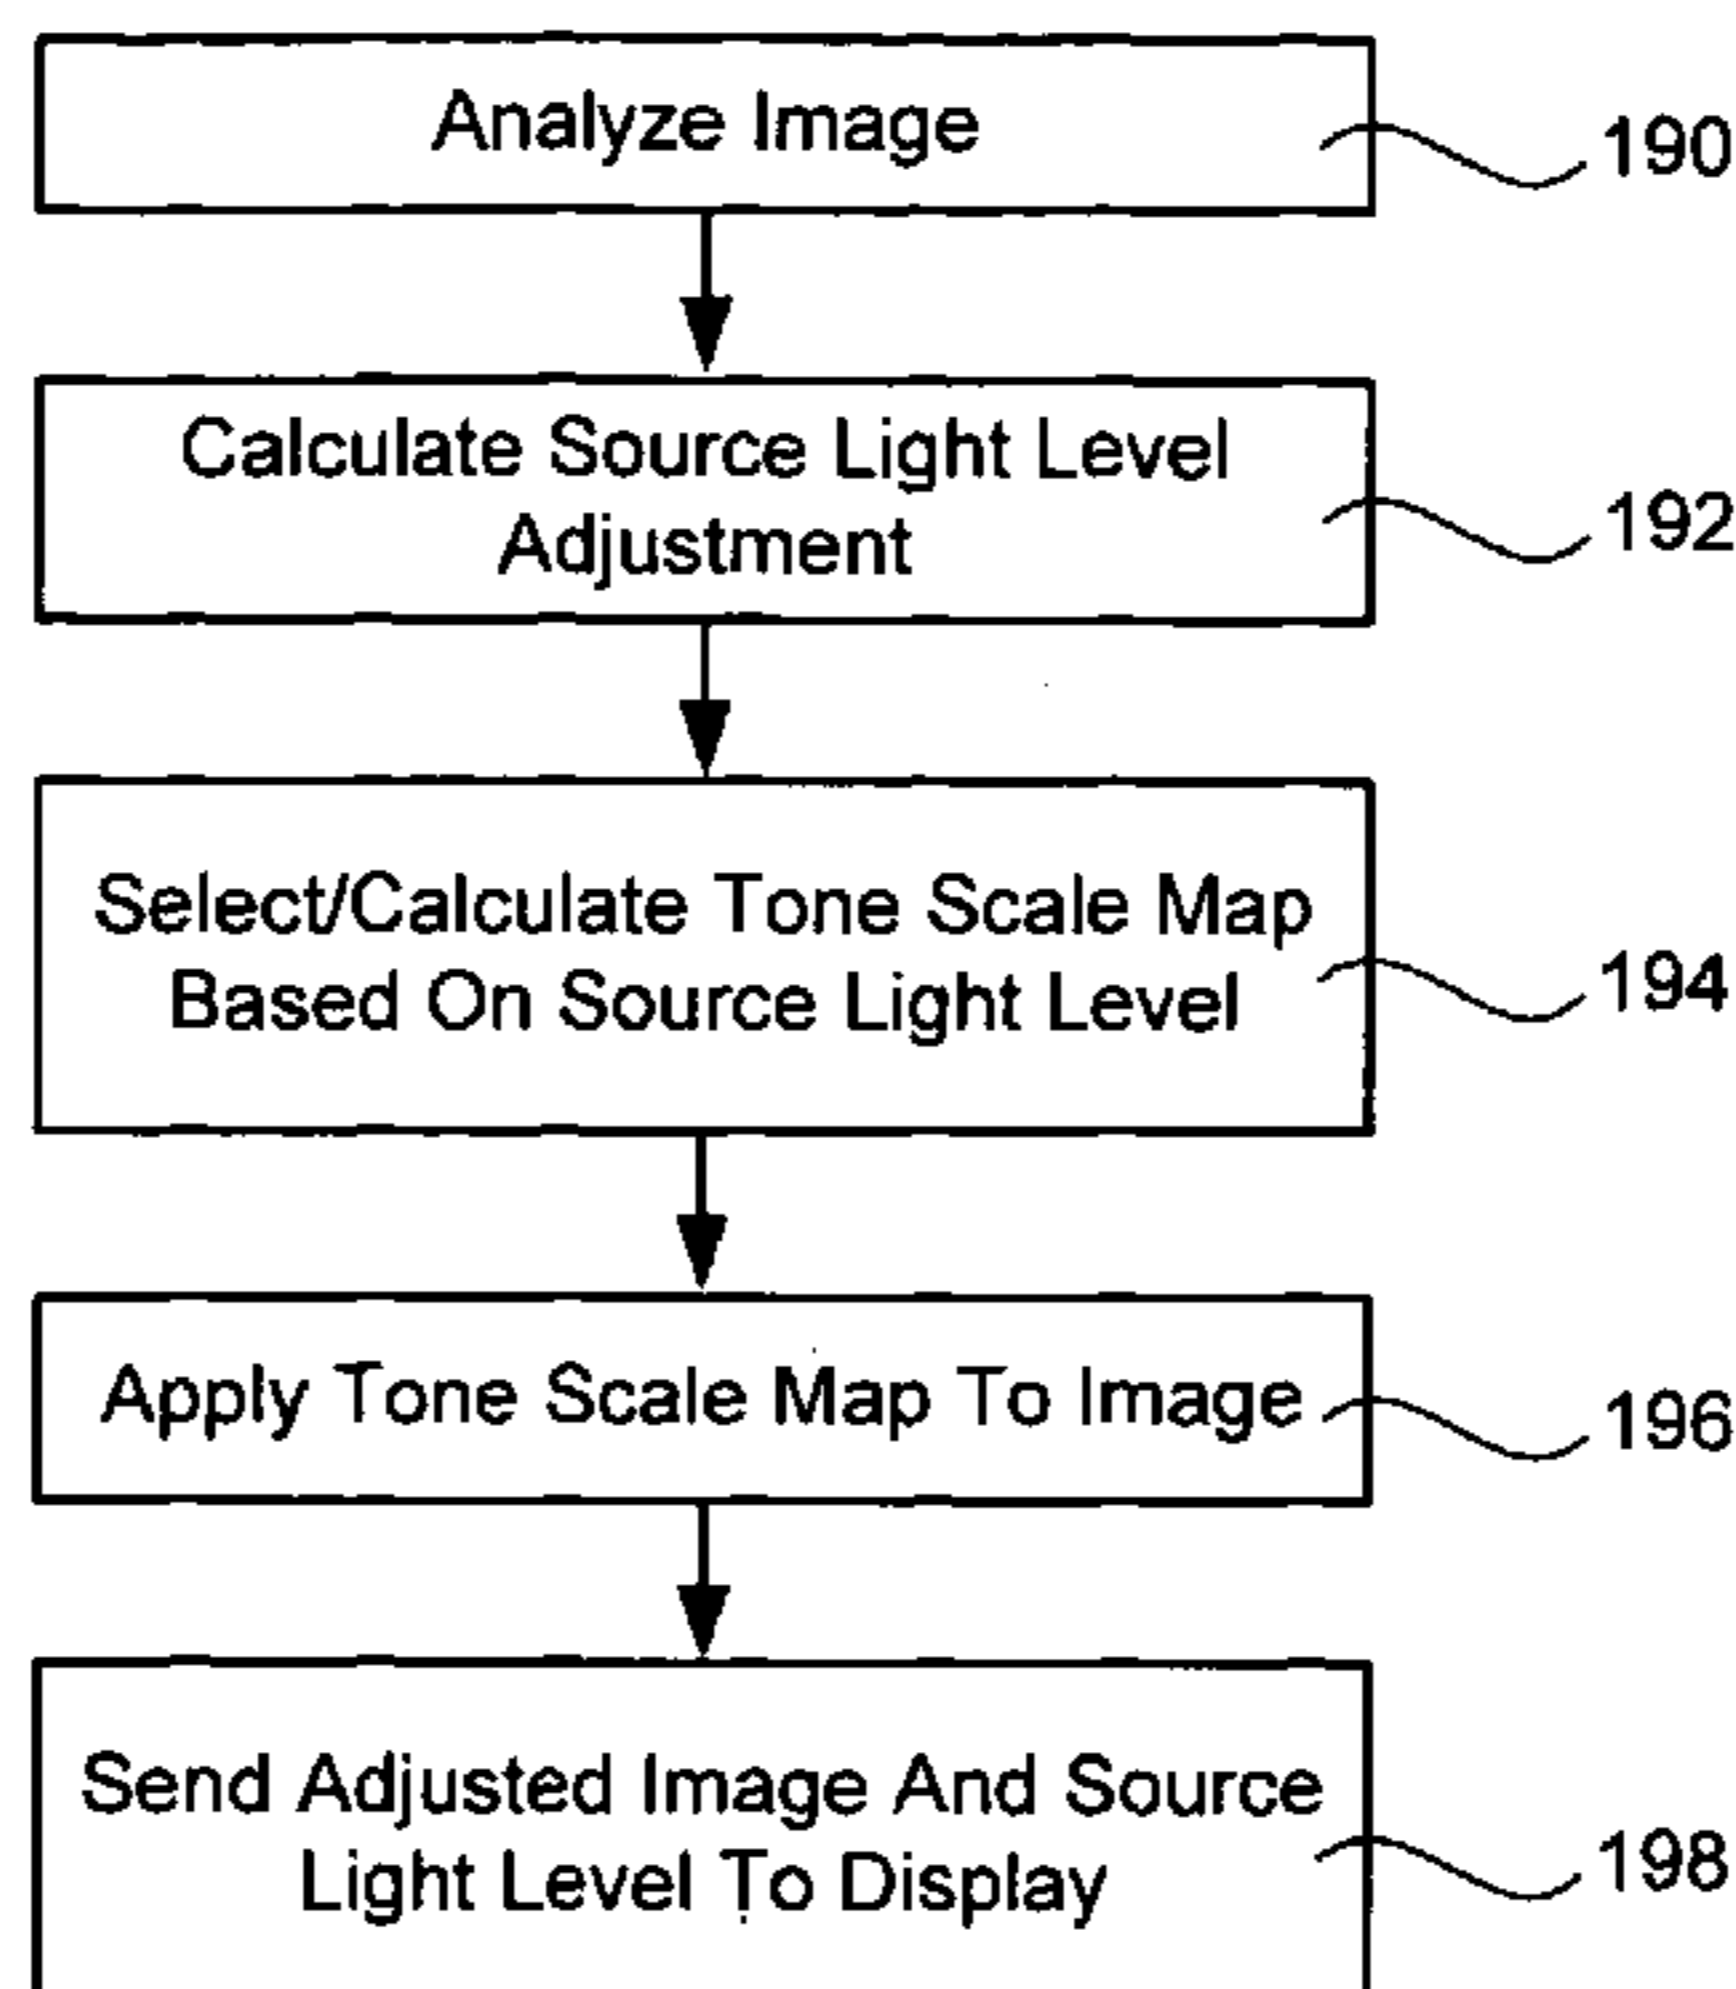 Analyze Image
190
Calculate Source Light Level
Adjustment
192
Select/Calculate Tone Scale Map
Based On Source Light Level
194
Apply Tone Scale Map To Image
196
Send Adjusted Image And Source
Light Level To Display
198